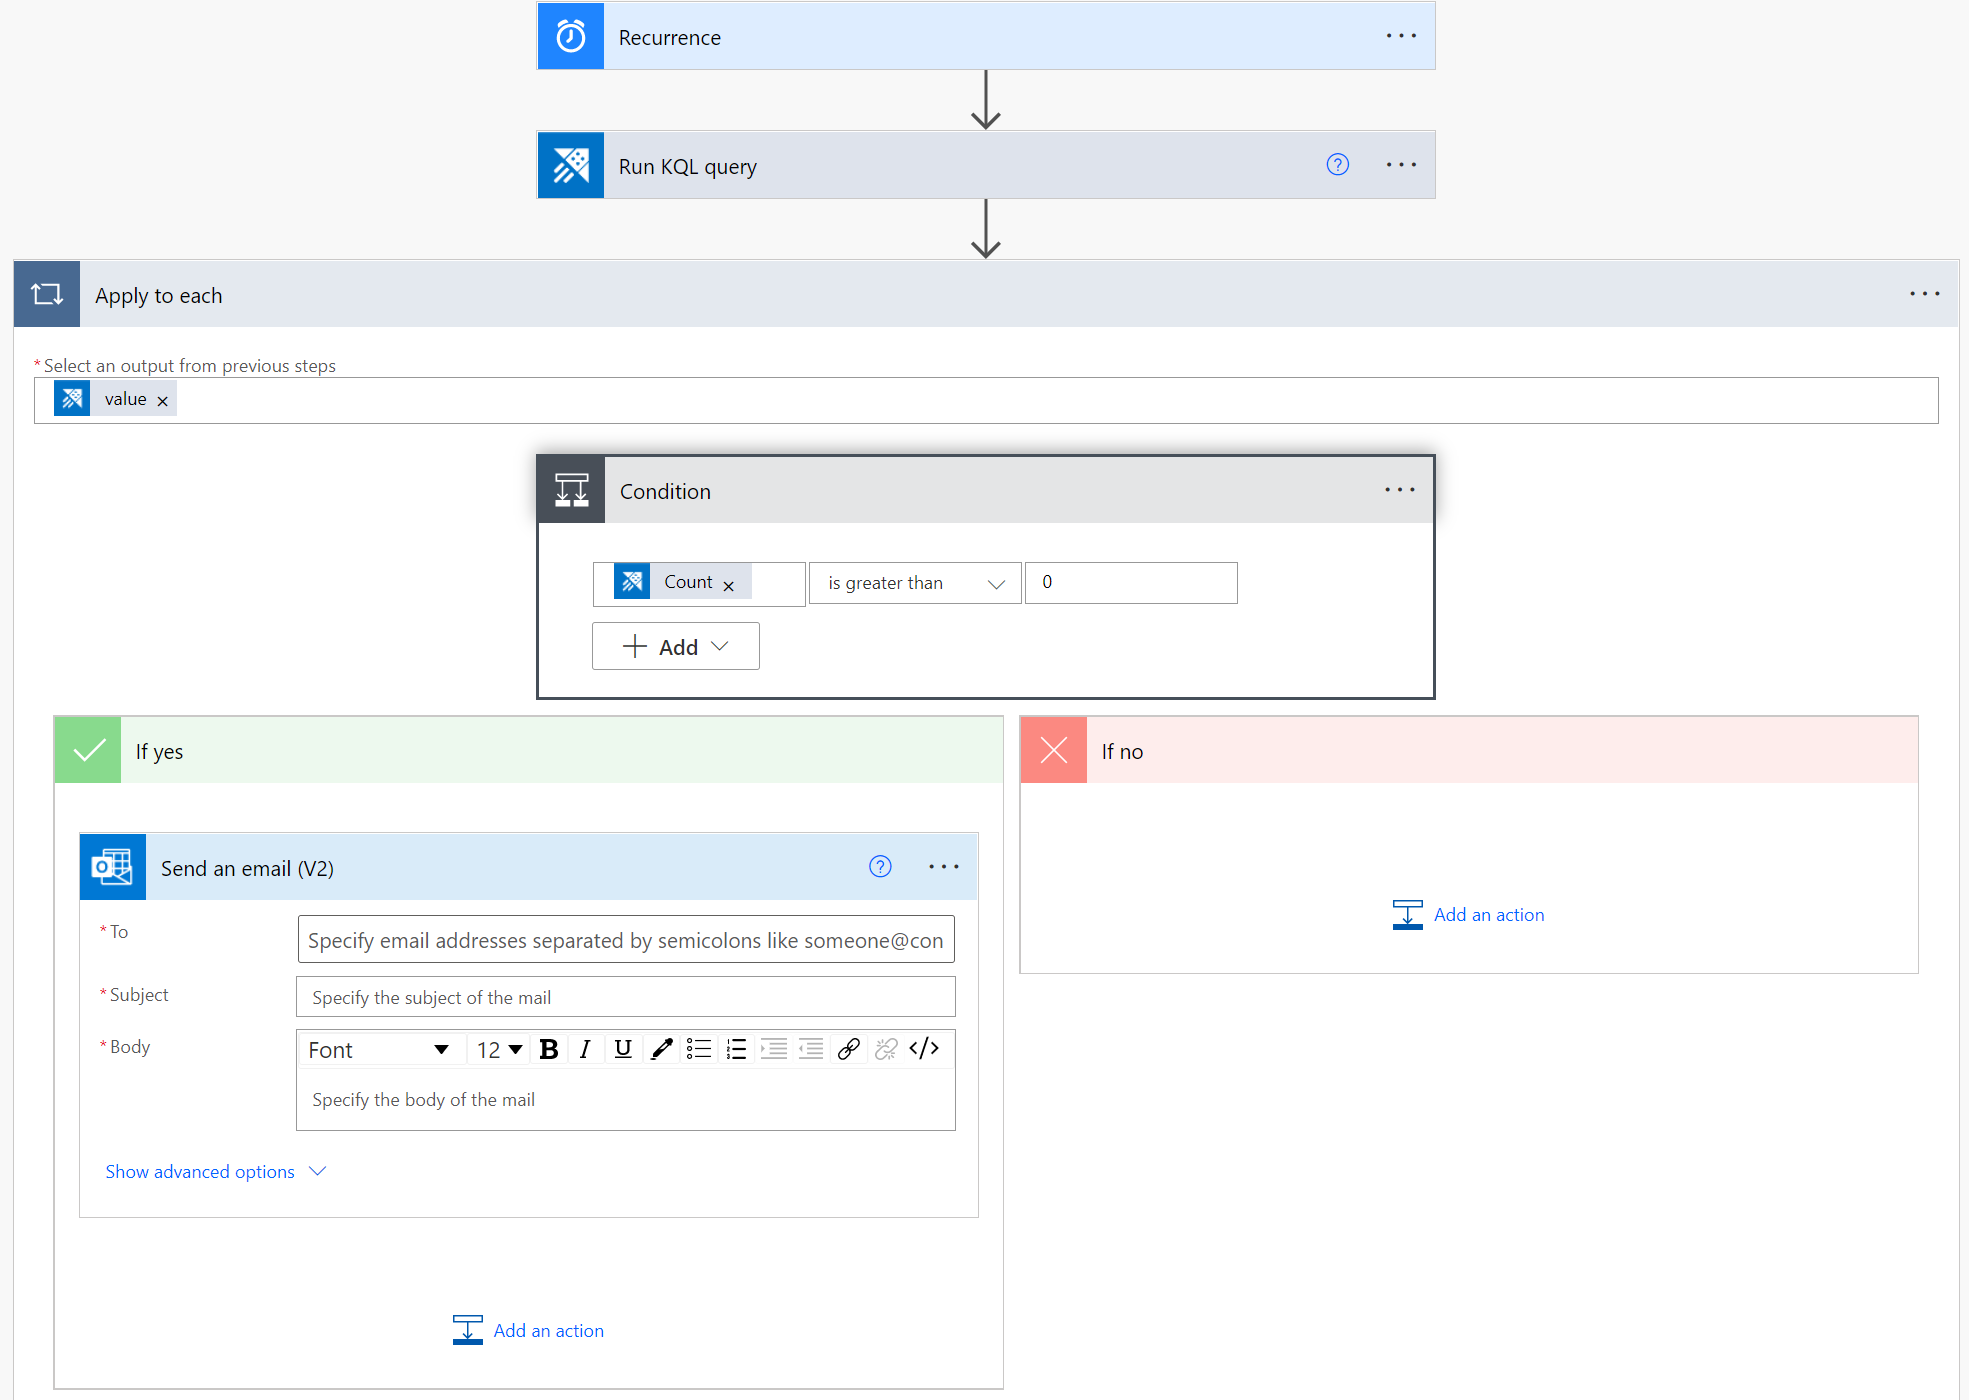 Recurrence
Run KQL query
Apply to each
* Select an output from previous steps
value
Condition
Count is greater than 0
Add
If yes
If no
Send an email (V2)
* To
Specify email addresses separated by semicolons like someone@con
* Subject
Specify the subject of the mail
* Body
Font 12 B I U </>
Specify the body of the mail
Show advanced options
Add an action
Add an action